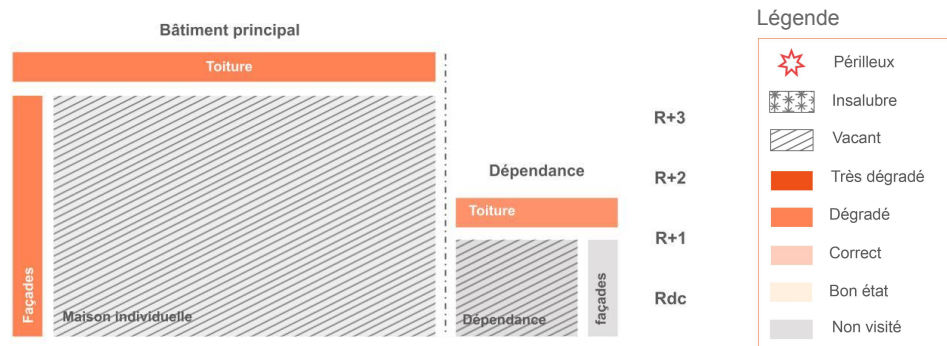 Bâtiment principal
Toiture
Façades
Maison individuelle
Dépendance
Toiture
Dépendance
façades
R+3
R+2
R+1
Rdc
Légende
Périlleux
Insalubre
Vacant
Très dégradé
Dégradé
Correct
Bon état
Non visité